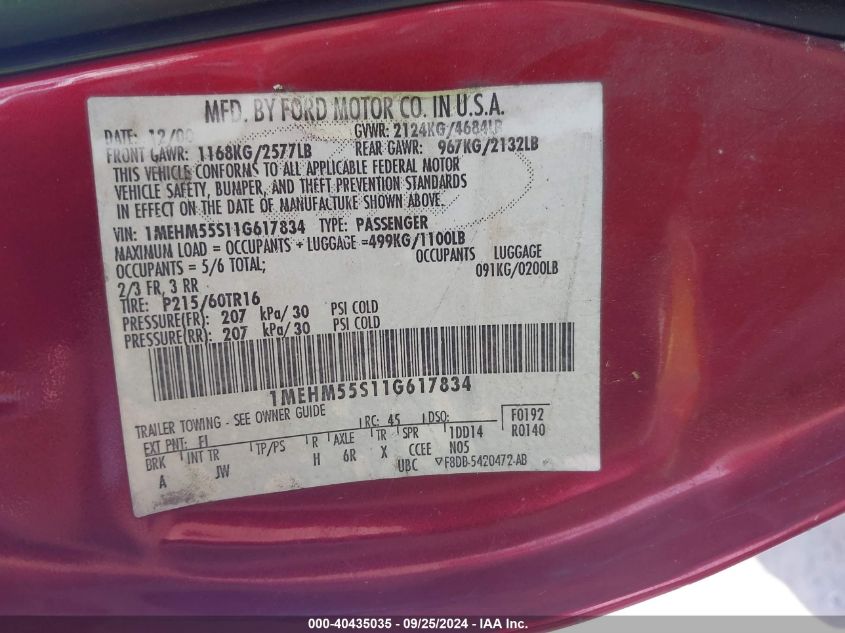 MFD. BY FORD MOTOR CO. IN U.S.A.
DATE: 12/00 GVWR: 2124KG/4684LB
FRONT GAWR: 1168KG/2577LB REAR GAWR: 967KG/2132LB
THIS VEHICLE CONFORMS TO ALL APPLICABLE FEDERAL MOTOR
VEHICLE SAFETY, BUMPER, AND THEFT PREVENTION STANDARDS
IN EFFECT ON THE DATE OF MANUFACTURE SHOWN ABOVE.
VIN: 1MEHM55S11G617834 TYPE: PASSENGER
MAXIMUM LOAD = OCCUPANTS + LUGGAGE =499KG/1100LB
OCCUPANTS = 5/6 TOTAL; OCCUPANTS LUGGAGE
2/3 FR, 3 RR 091KG/0200LB
TIRE: P215/60TR16
PRESSURE(FR): 207 kPa/30 PSI COLD
PRESSURE(RR): 207 kPa/30 PSI COLD
1MEHM55S11G617834
TRAILER TOWING - SEE OWNER GUIDE
EXT PNT: FI RC: 45 DSO: F0192
BRK INT TR TP/PS R AXLE TR SPR 1DD14 R0140
A JW H 6R X CCEE N05
UBC ▽F8DB-5420472-AB
000-40435035 - 09/25/2024 - IAA Inc.